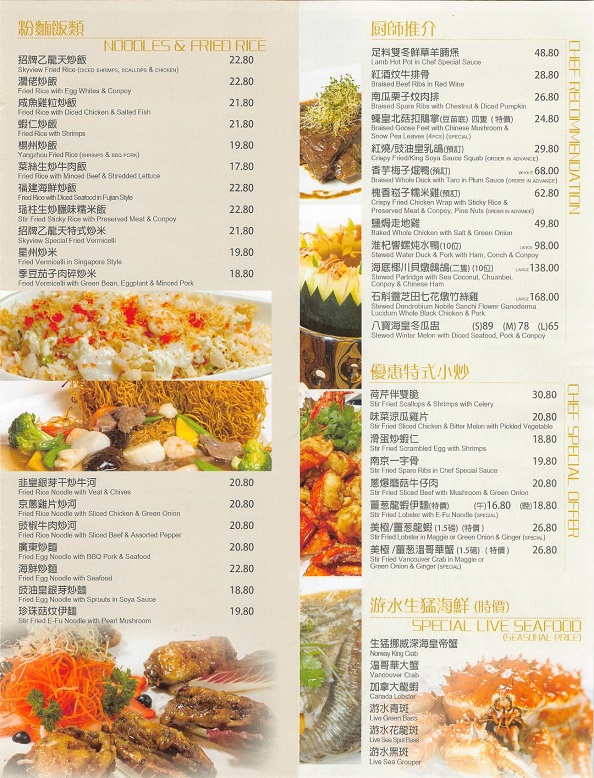 粉麵飯類
NOODLES & FRIED RICE
招牌乙龍天炒飯 22.80
Skyview Fried Rice (DICED SHRIMPS, SCALLOPS & CHICKEN)
濶佬炒飯 22.80
Fried Rice with Egg Whites & Conpoy
咸魚雞粒炒飯 21.80
Fried Rice with Diced Chicken & Salted Fish
蝦仁炒飯 21.80
Fried Rice with Shrimps
楊州炒飯 19.80
Yangzhou Fried Rice (SHRIMPS & BBQ PORK)
菜絲生炒牛肉飯 17.80
Fried Rice with Minced Beef & Shredded Lettuce
福建海鮮炒飯 22.80
Fried Rice with Diced Seafood in Fujian Style
瑤柱生炒臘味糯米飯 22.80
Stir Fried Sticky Rice with Preserved Meat & Conpoy
招牌乙龍天特式炒米 21.80
Skyview Special Fried Vermicelli
星州炒米 19.80
Fried Vermicelli in Singapore Style
季豆茄子肉碎炒米 18.80
Fried Vermicelli with Green Bean, Eggplant & Minced Pork
韭皇銀芽干炒牛河 20.80
Fried Rice Noodle with Veal & Chives
京蔥雞片炒河 20.80
Fried Rice Noodle with Sliced Chicken & Green Onion
豉椒牛肉炒河 20.80
Fried Rice Noodle with Sliced Beef & Assorted Pepper
廣東炒麵 20.80
Fried Egg Noodle with BBQ Pork & Seafood
海鮮炒麵 22.80
Fried Egg Noodle with Seafood
豉油皇銀芽炒麵 18.80
Fried Egg Noodle with Sprouts in Soya Sauce
珍珠菇炆伊麵 19.80
Stir Fried E-Fu Noodle with Pearl Mushroom
厨師推介
CHEF RECOMMENDATION
足料雙冬鮮草羊腩煲 48.80
Lamb Hot Pot in Chef Special Sauce
紅酒炆牛排骨 28.80
Braised Beef Ribs in Red Wine
南瓜栗子炆肉排 26.80
Braised Spare Ribs with Chestnut & Diced Pumpkin
蠔皇北菇扣鵝掌(豆苗底) 四隻 (特價) 24.80
Braised Goose Feet with Chinese Mushroom &
Snow Pea Leaves (4PCS) (SPECIAL)
紅燒/豉油皇乳鴿(預訂) 29.80
Crispy Fried/King Soya Sauce Squab (ORDER IN ADVANCE)
香芋梅子焗鴨(預訂) WHOLE 68.00
Braised Whole Duck with Taro in Plum Sauce (ORDER IN ADVANCE)
槐香菘子糯米雞(預訂) 62.80
Crispy Fried Chicken Wrap with Sticky Rice &
Preserved Meat & Conpoy, Pine Nuts (ORDER IN ADVANCE)
鹽焗走地雞 49.80
Baked Whole Chicken with Salt & Green Onion
淮杞響螺炖水鴨(10位) LARGE 98.00
Stewed Water Duck & Pork with Ham, Conch & Conpoy
海底椰川貝燉鷓鴣(二隻) (10位) LARGE 138.00
Stewed Partridge with Sea Coconut, Chuanbei,
Conpoy & Chinese Ham
石斛靈芝田七花燉竹絲雞 LARGE 168.00
Stewed Dendrobium Nobile Sanchi Flower Ganoderma
Lucidum Whole Black Chicken & Pork
八寶海皇冬瓜盅 (S)89 (M) 78 (L)65
Stewed Winter Melon with Diced Seafood, Pork & Conpoy
優惠特式小炒
CHEF SPECIAL OFFER
荷芹伴雙脆 30.80
Stir Fried Scallops & Shrimps with Celery
味菜涼瓜雞片 20.80
Stir Fried Sliced Chicken & Bitter Melon with Pickled Vegetable
滑蛋炒蝦仁 18.80
Stir Fried Scrambled Egg with Shrimps
南京一字骨 19.80
Stir Fried Spare Ribs in Chef Special Sauce
蔥爆磨菇牛仔肉 20.80
Stir Fried Sliced Beef with Mushroom & Green Onion
薑葱龍蝦伊麵(特價) (午)16.80 (晚)18.80
Stir Fried Lobster with E-Fu Noodle (SPECIAL)
美極/薑葱龍蝦 (1.5磅) (特價) 26.80
Stir Fried Lobster in Maggie or Green Onion & Ginger (SPECIAL)
美極/薑葱溫哥華蟹 (1.5磅) (特價) 26.80
Stir Fried Vancouver Crab in Maggie or
Green Onion & Ginger (SPECIAL)
游水生猛海鮮 (時價)
SPECIAL LIVE SEAFOOD
(SEASONAL PRICE)
生猛挪威深海皇帝蟹
Norway King Crab
溫哥華大蟹
Vancouver Crab
加拿大龍蝦
Canada Lobster
游水青斑
Live Green Bass
游水花龍斑
Live Sea Spot Bass
游水黑斑
Live Sea Grouper